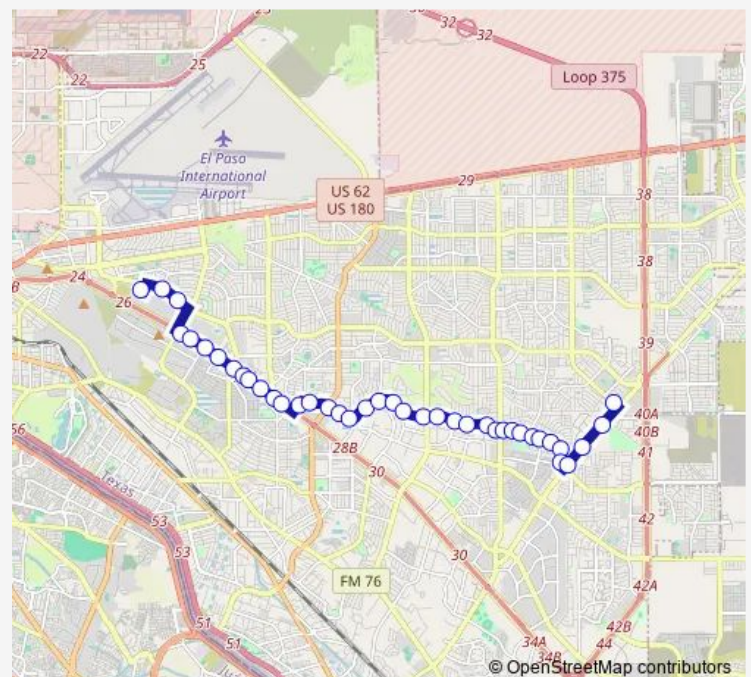 32
32
Loop 375
22
25
22
25
El Paso
International
Airport
US 62
US 180
29
38
38
24
26
39
40A
40B
41
28B
30
56
Texas
53
53
30
42
FM 76
42A
51
51
34A
34B
44
42B
© OpenStreetMap contributors